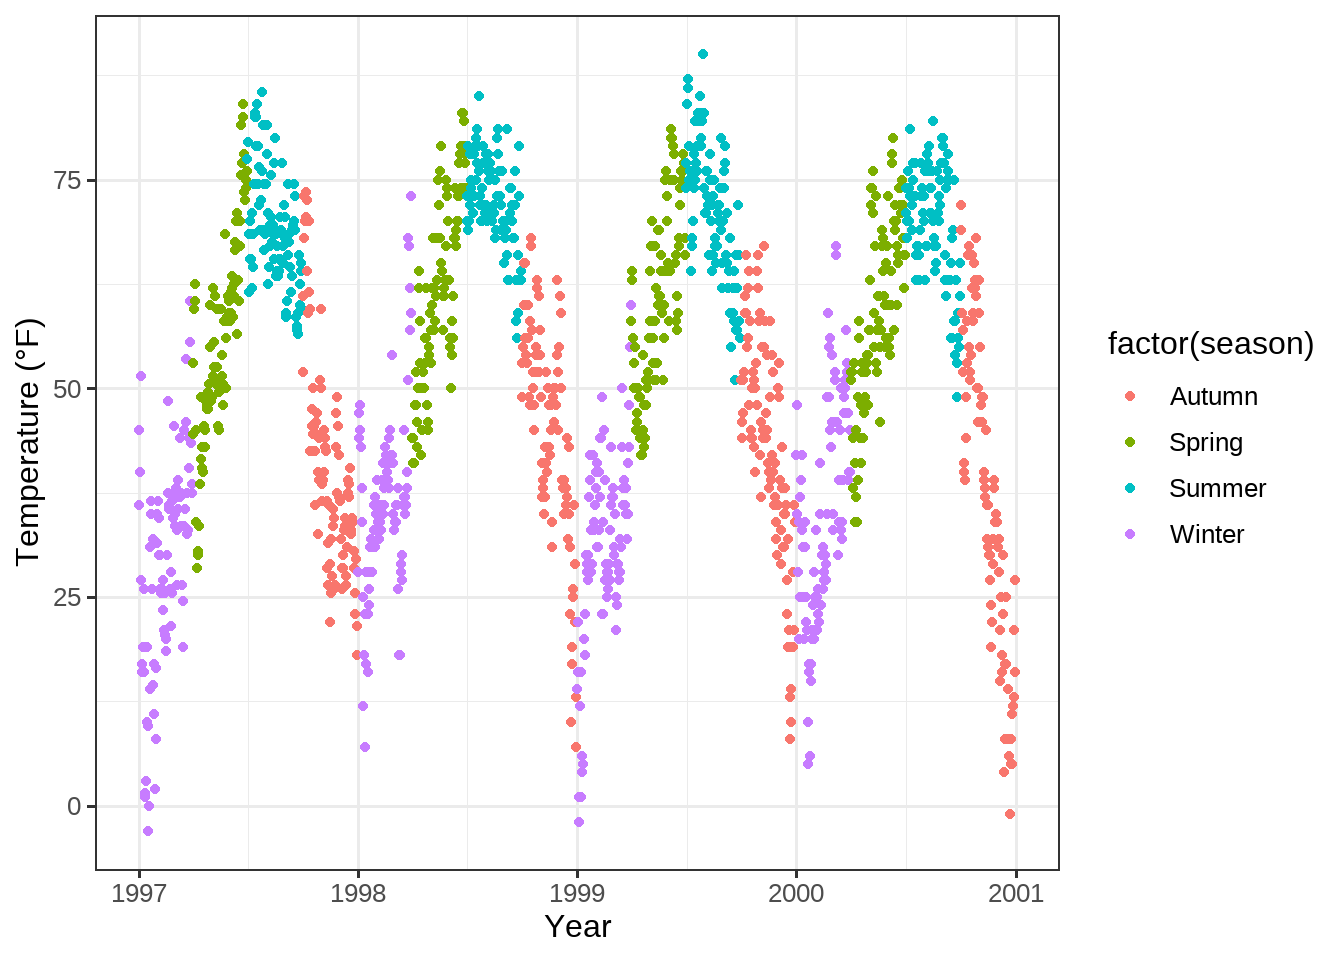 Temperature (°F)
75
50
25
0
1997 1998 1999 2000 2001
Year
factor(season)
Autumn
Spring
Summer
Winter